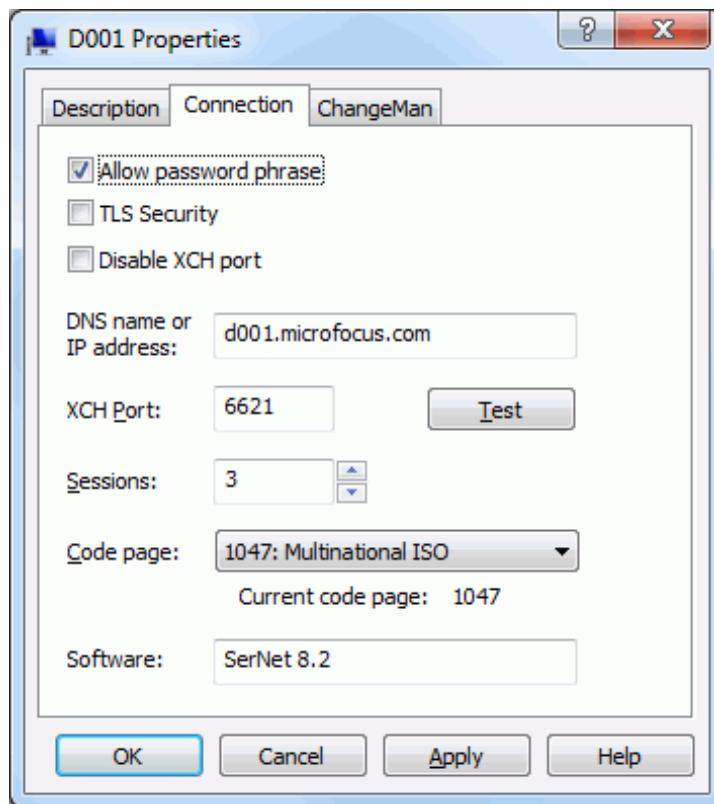 D001 Properties
?
X
Description Connection ChangeMan
Allow password phrase
TLS Security
Disable XCH port
DNS name or
IP address:
d001.microfocus.com
XCH Port: 6621 Test
Sessions: 3
Code page: 1047: Multinational ISO
Current code page: 1047
Software: SerNet 8.2
OK Cancel Apply Help